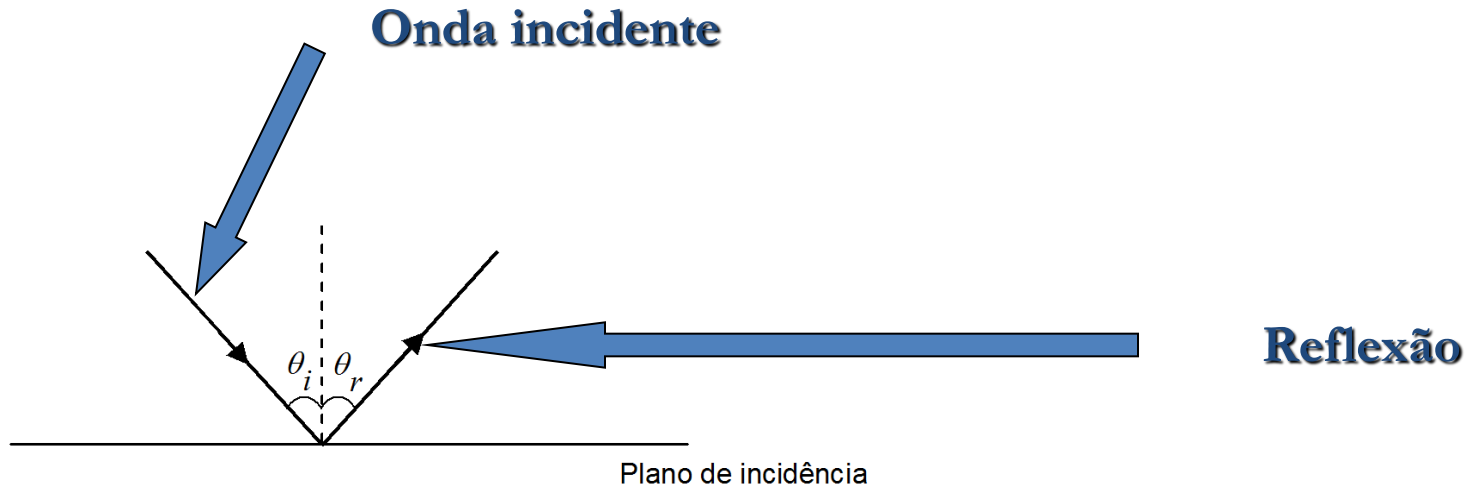 Onda incidente
Reflexão
θi θr
Plano de incidência